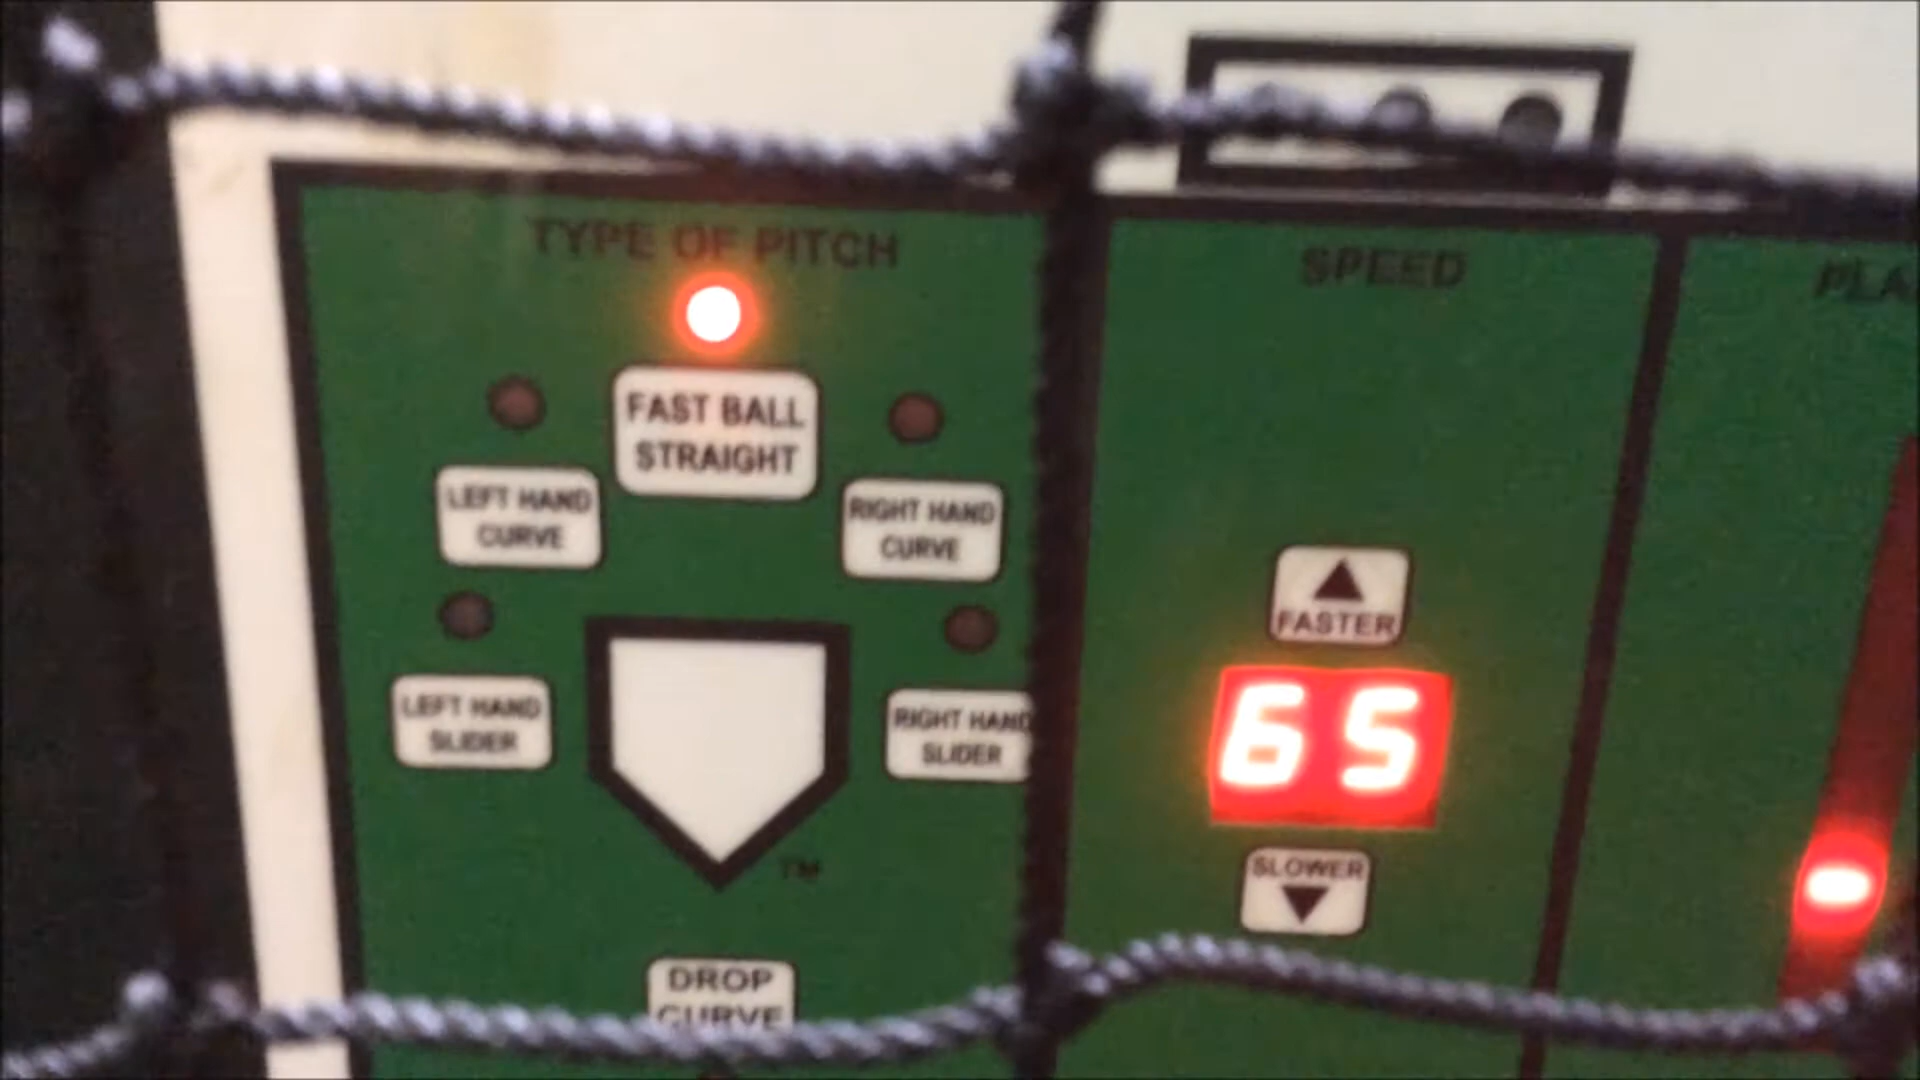 TYPE OF PITCH
FAST BALL
STRAIGHT
LEFT HAND
CURVE
RIGHT HAND
CURVE
LEFT HAND
SLIDER
RIGHT HAND
SLIDER
TM
DROP
CURVE
SPEED
FASTER
65
SLOWER
PLA